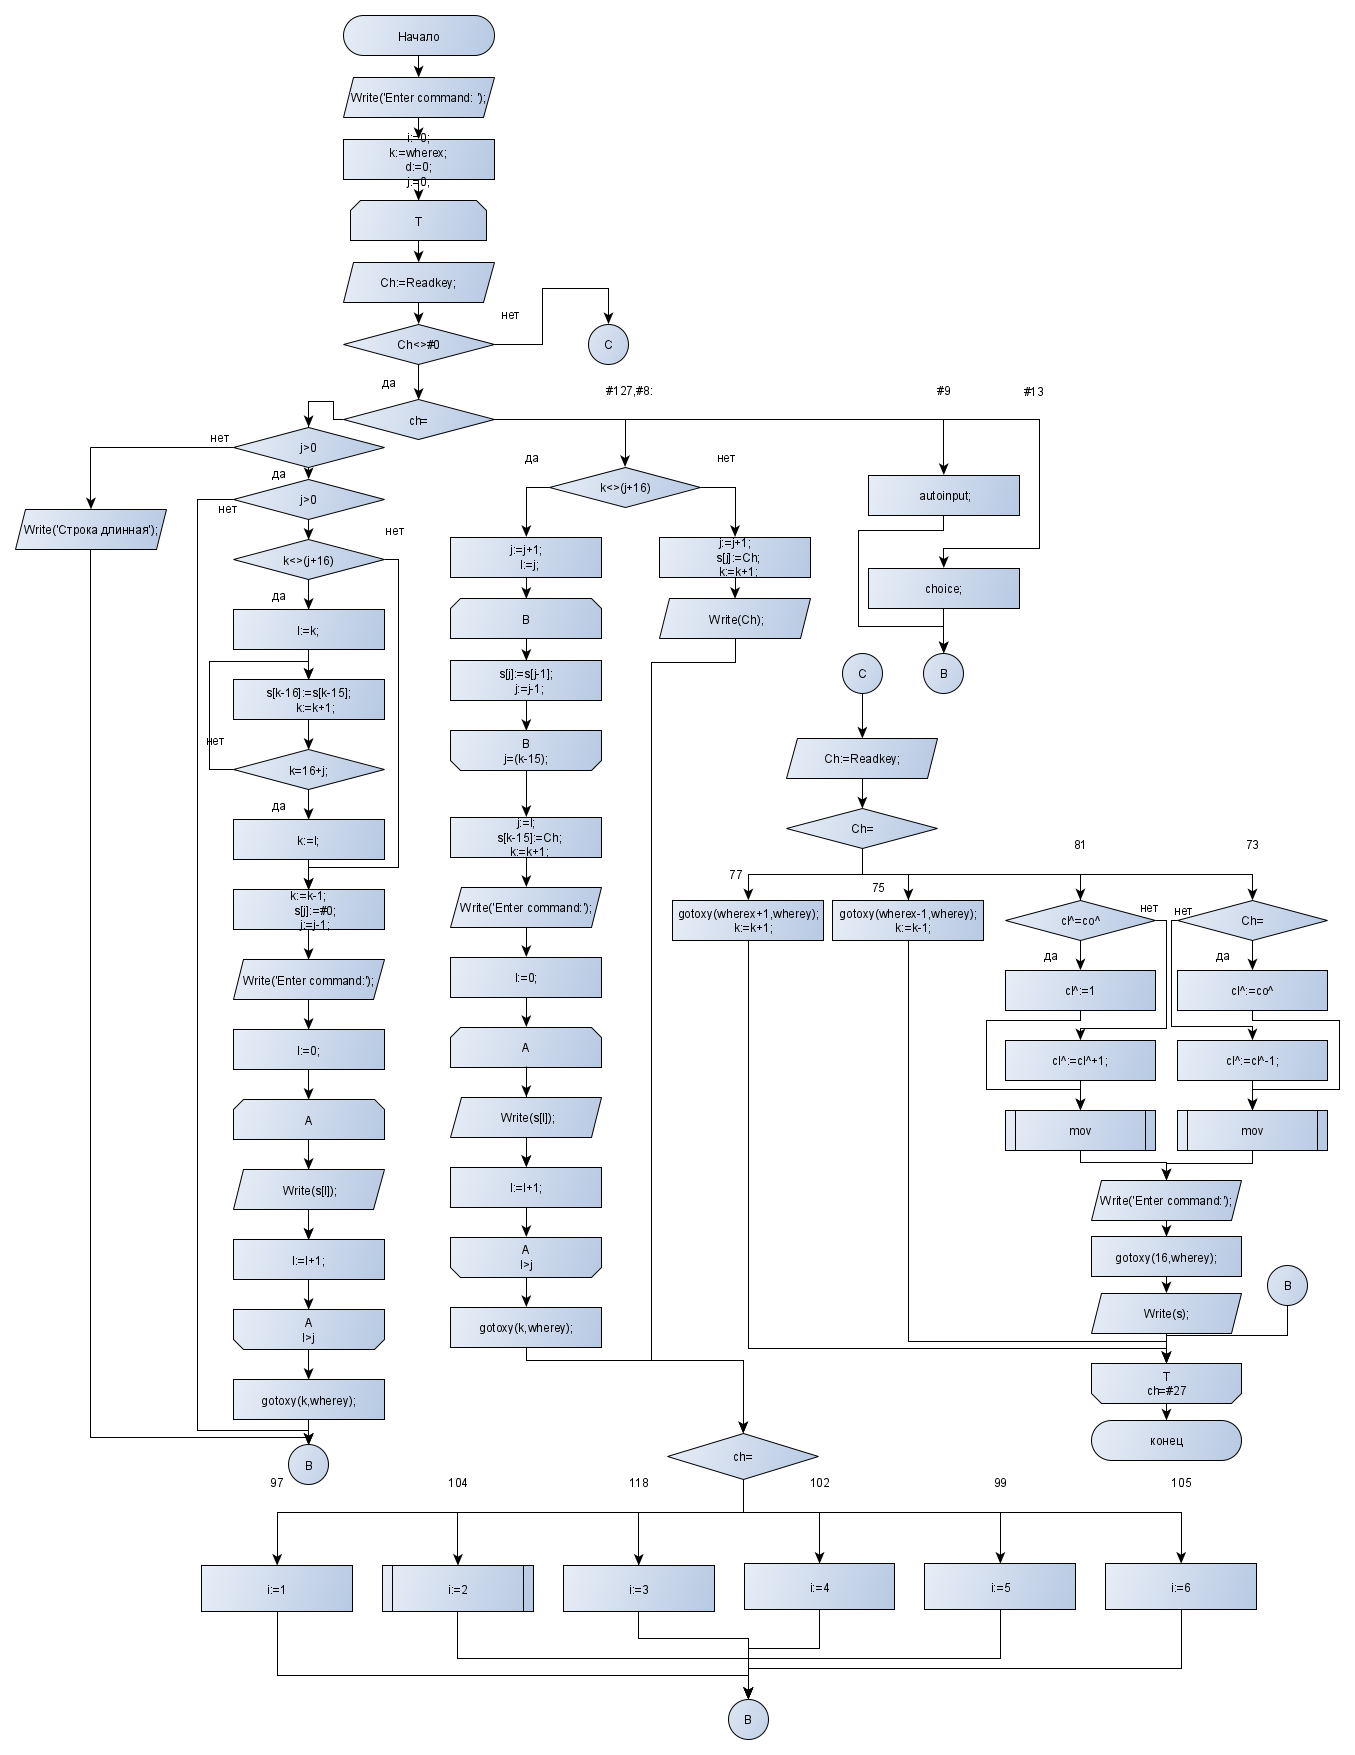 Начало
Write('Enter command: ');
i:=0;
k:=wherex;
d:=0;
j:=0;
T
Ch:=Readkey;
нет
Ch<>#0
C
да
#127,#8:
#9
#13
ch=
нет
j>0
да
j>0
нет
Write('Строка длинная');
нет
k<>(j+16)
да
l:=k;
s[k-16]:=s[k-15];
k:=k+1;
нет
k=16+j;
да
k:=l;
k:=k-1;
s[j]:=#0;
j:=j-1;
Write('Enter command:');
l:=0;
A
Write(s[l]);
l:=l+1;
A
l>j
gotoxy(k,wherey);
B
да
нет
k<>(j+16)
j:=j+1;
l:=j;
B
s[j]:=s[j-1];
j:=j-1;
B
j=(k-15);
j:=l;
s[k-15]:=Ch;
k:=k+1;
Write('Enter command:');
l:=0;
A
Write(s[l]);
l:=l+1;
A
l>j
gotoxy(k,wherey);
j:=j+1;
s[j]:=Ch;
k:=k+1;
Write(Ch);
autoinput;
choice;
B
C
Ch:=Readkey;
Ch=
77
75
81
73
gotoxy(wherex+1,wherey);
k:=k+1;
gotoxy(wherex-1,wherey);
k:=k-1;
cl^=co^
нет
да
cl^:=1
cl^:=cl^+1;
mov
нет
Ch=
да
cl^:=co^
cl^:=cl^-1;
mov
Write('Enter command:');
gotoxy(16,wherey);
Write(s);
B
T
ch=#27
конец
ch=
97
104
118
102
99
105
i:=1
i:=2
i:=3
i:=4
i:=5
i:=6
B